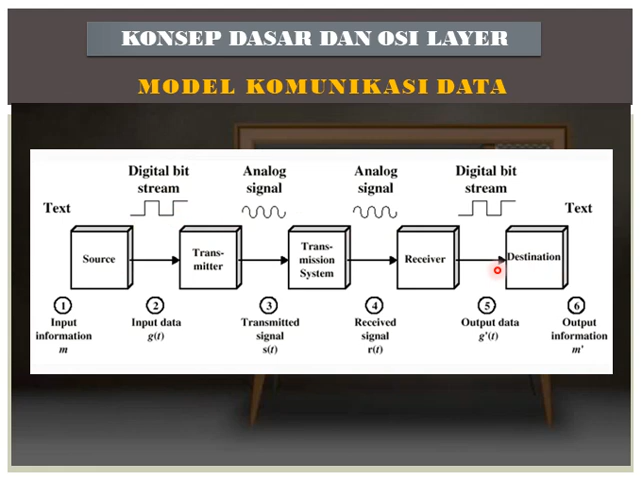 KONSEP DASAR DAN OSI LAYER
MODEL KOMUNIKASI DATA
Text
Digital bit
stream
Analog
signal
Analog
signal
Digital bit
stream
Text
Source
Trans-
mitter
Trans-
mission
System
Receiver
Destination
1
Input
information
m
2
Input data
g(t)
3
Transmitted
signal
s(t)
4
Received
signal
r(t)
5
Output data
g'(t)
6
Output
information
m'